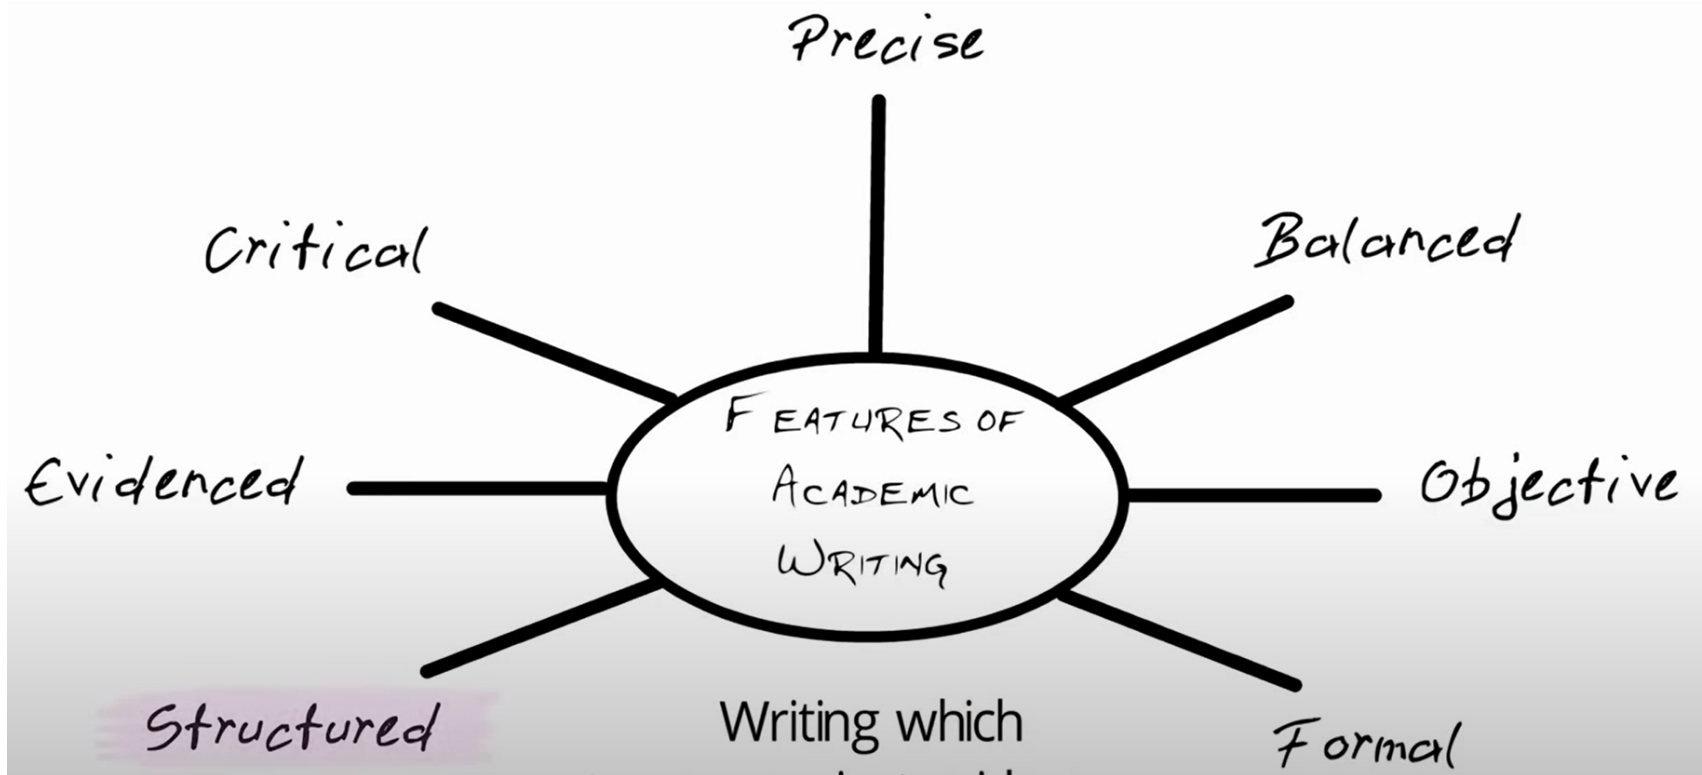 Precise
Critical
Balanced
FEATURES OF
ACADEMIC
WRITING
Evidenced
Objective
Structured
Writing which
Formal